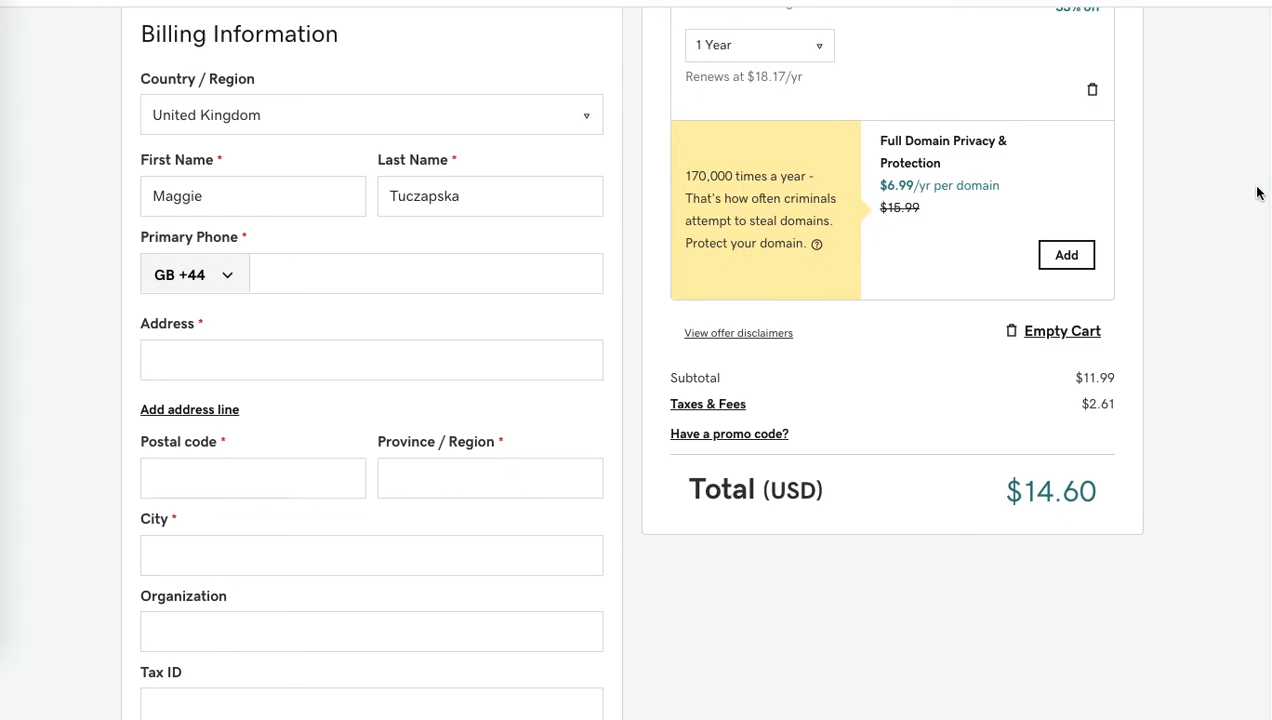 Billing Information
Country / Region
United Kingdom
First Name *
Last Name *
Maggie
Tuczapska
Primary Phone *
GB +44
Address *
Add address line
Postal code *
Province / Region *
City *
Organization
Tax ID
1 Year
Renews at $18.17/yr
170,000 times a year -
That's how often criminals
attempt to steal domains.
Protect your domain.
Full Domain Privacy &
Protection
$6.99/yr per domain
$15.99
Add
View offer disclaimers
Empty Cart
Subtotal
$11.99
Taxes & Fees
$2.61
Have a promo code?
Total (USD)
$14.60